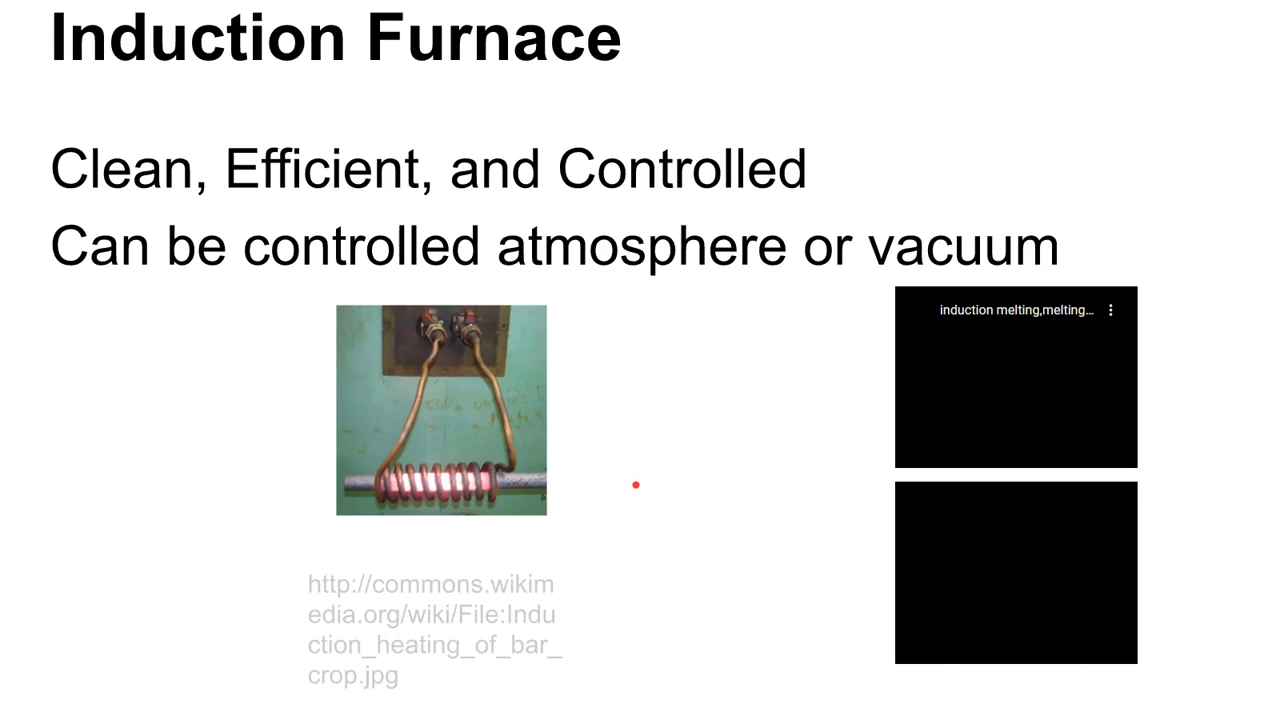 Induction Furnace
Clean, Efficient, and Controlled
Can be controlled atmosphere or vacuum
induction melting,melting...
http://commons.wikim
edia.org/wiki/File:Indu
ction_heating_of_bar_
crop.jpg